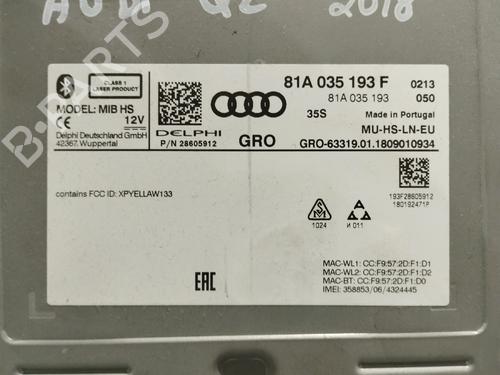 AUDI Q2 2018
B-PARTS
CLASS 1
LASER PRODUCT
MODEL: MIB HS
12V
Delphi Deutschland GmbH
42367, Wuppertal
DELPHI
P/N 28605912
81A 035 193 F 0213
81A 035 193 050
35S Made in Portugal
MU-HS-LN-EU
GRO GRO-63319.01.1809010934
contains FCC ID: XPYELLAW133
193F28605912
180192471P
1024
И 011
EAC
MAC-WL1: CC:F9:57:2D:F1:D1
MAC-WL2: CC:F9:57:2D:F1:D2
MAC-BT: CC:F9:57:2D:F1:D0
IMEI: 358853/06/4324445